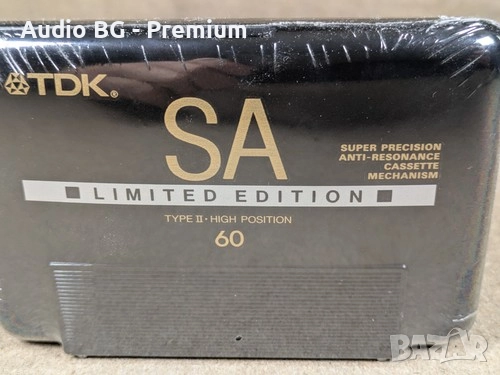 Audio BG - Premium
TDK®
SA
SUPER PRECISION
ANTI-RESONANCE
CASSETTE
MECHANISM
LIMITED EDITION
TYPE II · HIGH POSITION
60
BAZAR